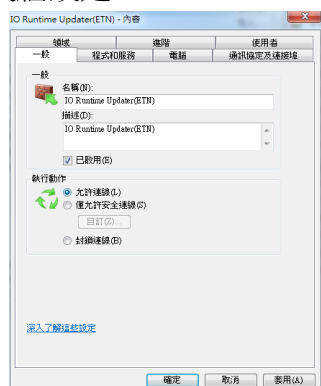 IO Runtime Updater(ETN) - 內容
領域 進階 使用者
一般 程式和服務 電腦 通訊協定及連接埠
一般
名稱(N):
IO Runtime Updater(ETN)
描述(D):
IO Runtime Updater(ETN)
已啟用(E)
執行動作
允許連線(L)
僅允許安全連線(S)
自訂(Z)...
封鎖連線(B)
深入了解這些設定
確定 取消 套用(A)